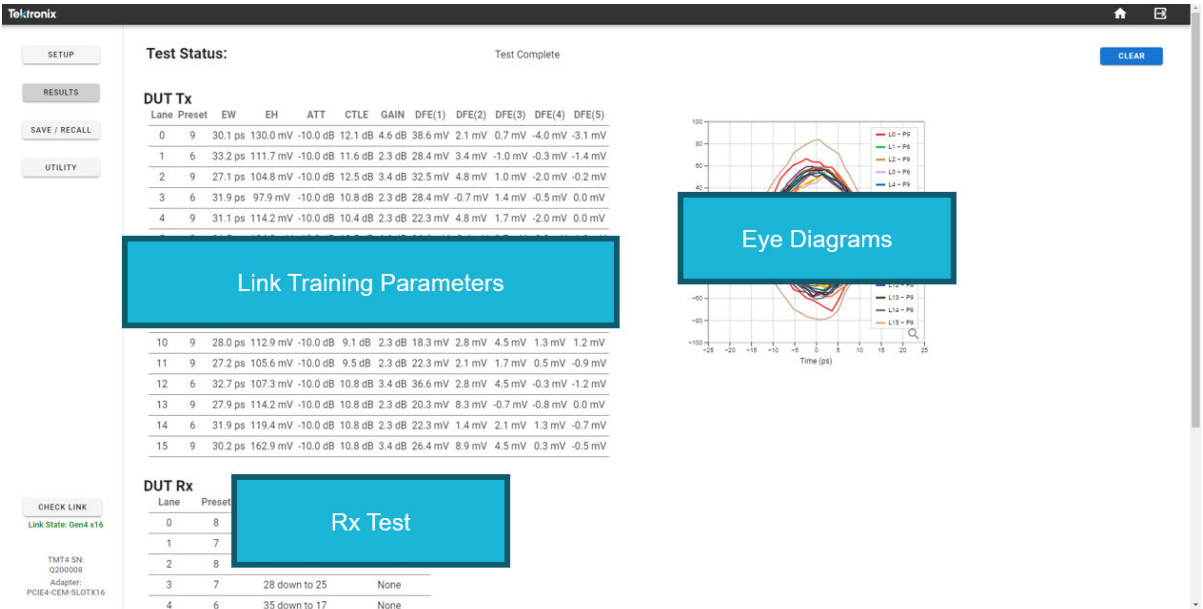 Tektronix
SETUP
RESULTS
SAVE / RECALL
UTILITY
Test Status:
Test Complete
CLEAR
DUT Tx
Lane Preset EW EH ATT CTLE GAIN DFE(1) DFE(2) DFE(3) DFE(4) DFE(5)
0 9 30.1 ps 130.0 mV -10.0 dB 12.1 dB 4.6 dB 38.6 mV 2.1 mV 0.7 mV -4.0 mV -3.1 mV
1 6 33.2 ps 111.7 mV -10.0 dB 11.6 dB 2.3 dB 28.4 mV 3.4 mV -1.0 mV -0.3 mV -1.4 mV
2 9 27.1 ps 104.8 mV -10.0 dB 12.5 dB 3.4 dB 32.5 mV 4.8 mV 1.0 mV -2.0 mV -0.2 mV
3 6 31.9 ps 97.9 mV -10.0 dB 10.8 dB 2.3 dB 28.4 mV -0.7 mV 1.4 mV -0.5 mV 0.0 mV
4 9 31.1 ps 114.2 mV -10.0 dB 10.4 dB 2.3 dB 22.3 mV 4.8 mV 1.7 mV -2.0 mV 0.0 mV
Link Training Parameters
10 9 28.0 ps 112.9 mV -10.0 dB 9.1 dB 2.3 dB 18.3 mV 2.8 mV 4.5 mV 1.3 mV 1.2 mV
11 9 27.2 ps 105.6 mV -10.0 dB 9.5 dB 2.3 dB 22.3 mV 2.1 mV 1.7 mV 0.5 mV -0.9 mV
12 6 32.7 ps 107.3 mV -10.0 dB 10.8 dB 3.4 dB 36.6 mV 2.8 mV 4.5 mV -0.3 mV -1.2 mV
13 9 27.9 ps 114.2 mV -10.0 dB 10.8 dB 2.3 dB 20.3 mV 8.3 mV -0.7 mV -0.8 mV 0.0 mV
14 6 31.9 ps 119.4 mV -10.0 dB 10.8 dB 2.3 dB 22.3 mV 1.4 mV 2.1 mV 1.3 mV -0.7 mV
15 9 30.2 ps 162.9 mV -10.0 dB 10.8 dB 3.4 dB 26.4 mV 8.9 mV 4.5 mV 0.3 mV -0.5 mV
100
80
60
40
L0 - P9
L1 - P6
L2 - P9
L3 - P6
L4 - P9
Eye Diagrams
L12 - P6
L13 - P9
L14 - P6
L15 - P9
-60
-80
-100
-25 -20 -15 -10 -5 0 5 10 15 20 25
Time (ps)
DUT Rx
Lane Preset
0 8
1 7
2 8
Rx Test
3 7 28 down to 25 None
4 6 35 down to 17 None
CHECK LINK
Link State: Gen4 x16
TMT4 SN:
Q200008
Adapter:
PCIE4-CEM-SLOTX16